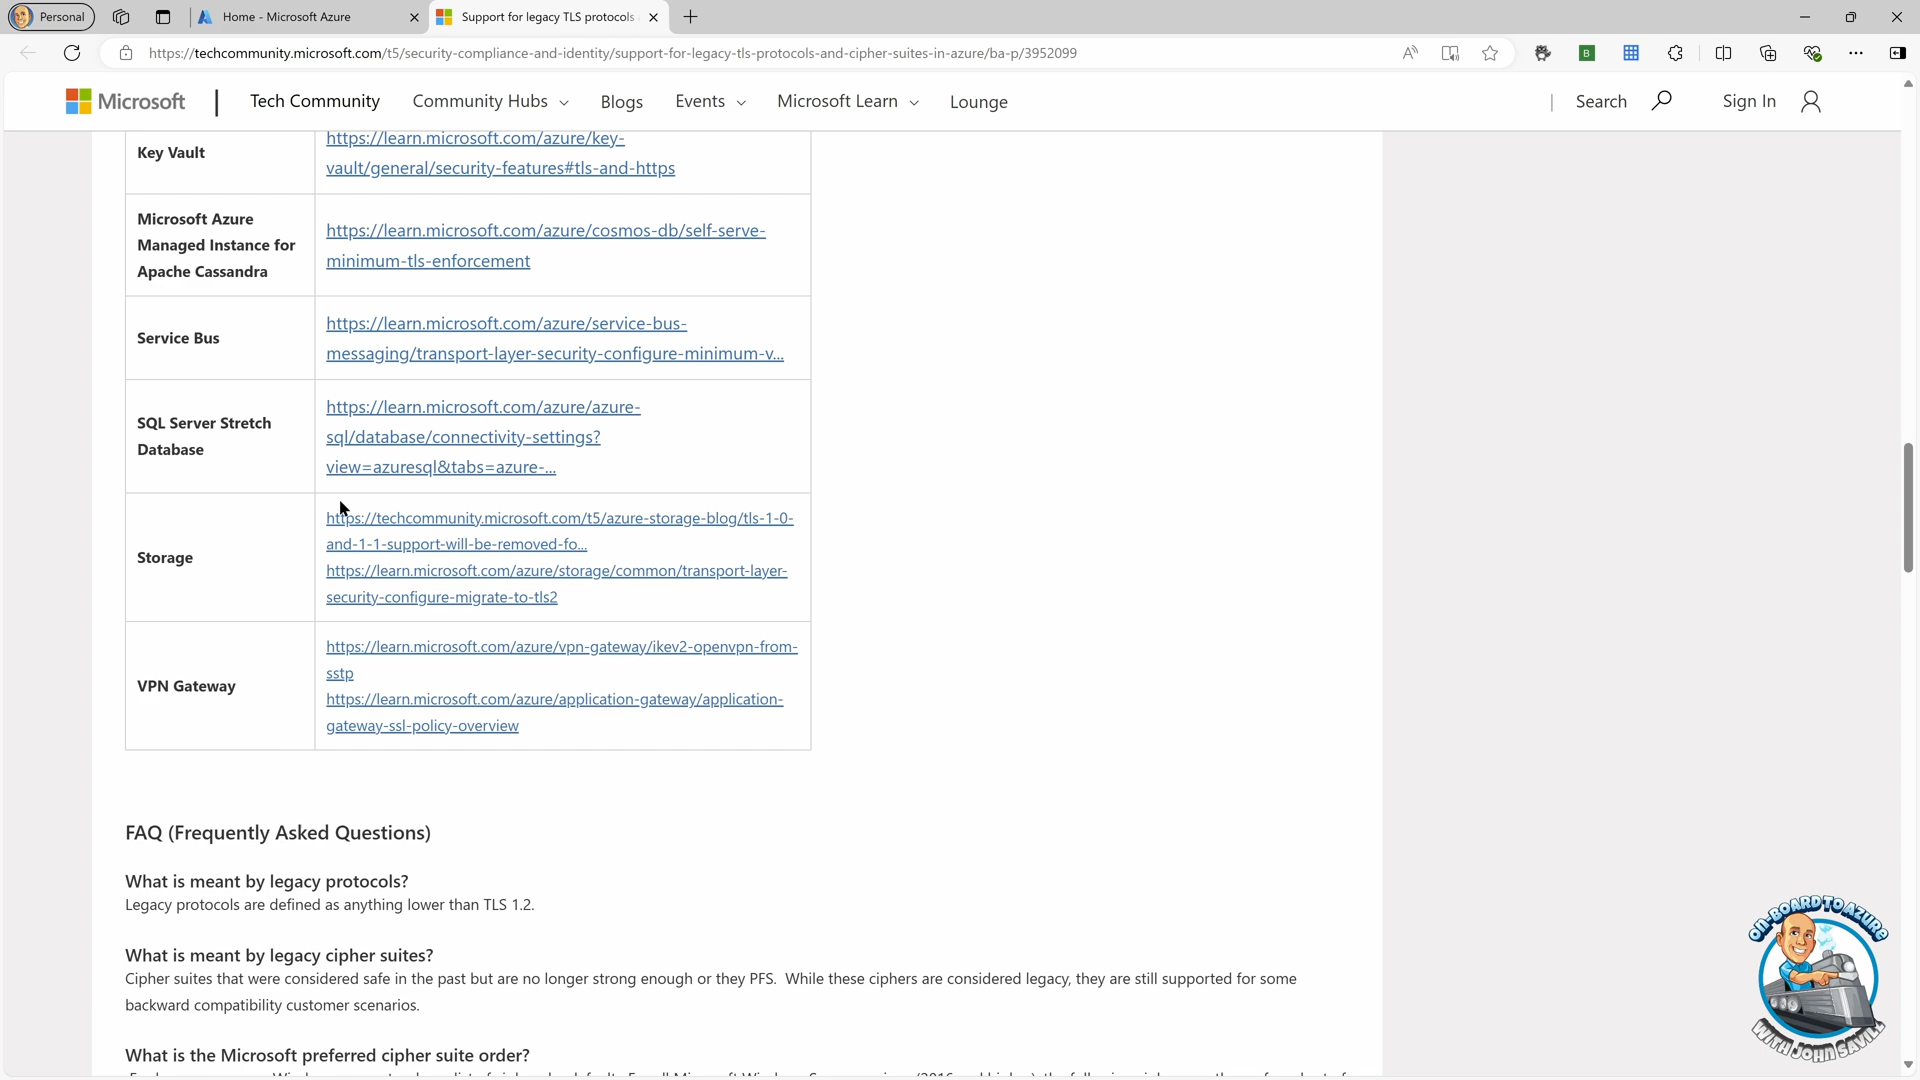 Personal
Home - Microsoft Azure
Support for legacy TLS protocols
https://techcommunity.microsoft.com/t5/security-compliance-and-identity/support-for-legacy-tls-protocols-and-cipher-suites-in-azure/ba-p/3952099
Microsoft | Tech Community Community Hubs Blogs Events Microsoft Learn Lounge | Search Sign In
Key Vault
https://learn.microsoft.com/azure/key-
vault/general/security-features#tls-and-https
Microsoft Azure
Managed Instance for
Apache Cassandra
https://learn.microsoft.com/azure/cosmos-db/self-serve-
minimum-tls-enforcement
Service Bus
https://learn.microsoft.com/azure/service-bus-
messaging/transport-layer-security-configure-minimum-v...
SQL Server Stretch
Database
https://learn.microsoft.com/azure/azure-
sql/database/connectivity-settings?
view=azuresql&tabs=azure-...
Storage
https://techcommunity.microsoft.com/t5/azure-storage-blog/tls-1-0-
and-1-1-support-will-be-removed-fo...
https://learn.microsoft.com/azure/storage/common/transport-layer-
security-configure-migrate-to-tls2
VPN Gateway
https://learn.microsoft.com/azure/vpn-gateway/ikev2-openvpn-from-
sstp
https://learn.microsoft.com/azure/application-gateway/application-
gateway-ssl-policy-overview
FAQ (Frequently Asked Questions)
What is meant by legacy protocols?
Legacy protocols are defined as anything lower than TLS 1.2.
What is meant by legacy cipher suites?
Cipher suites that were considered safe in the past but are no longer strong enough or they PFS. While these ciphers are considered legacy, they are still supported for some
backward compatibility customer scenarios.
What is the Microsoft preferred cipher suite order?
ON-BOARD TO AZURE
WITH JOHN SAVILL